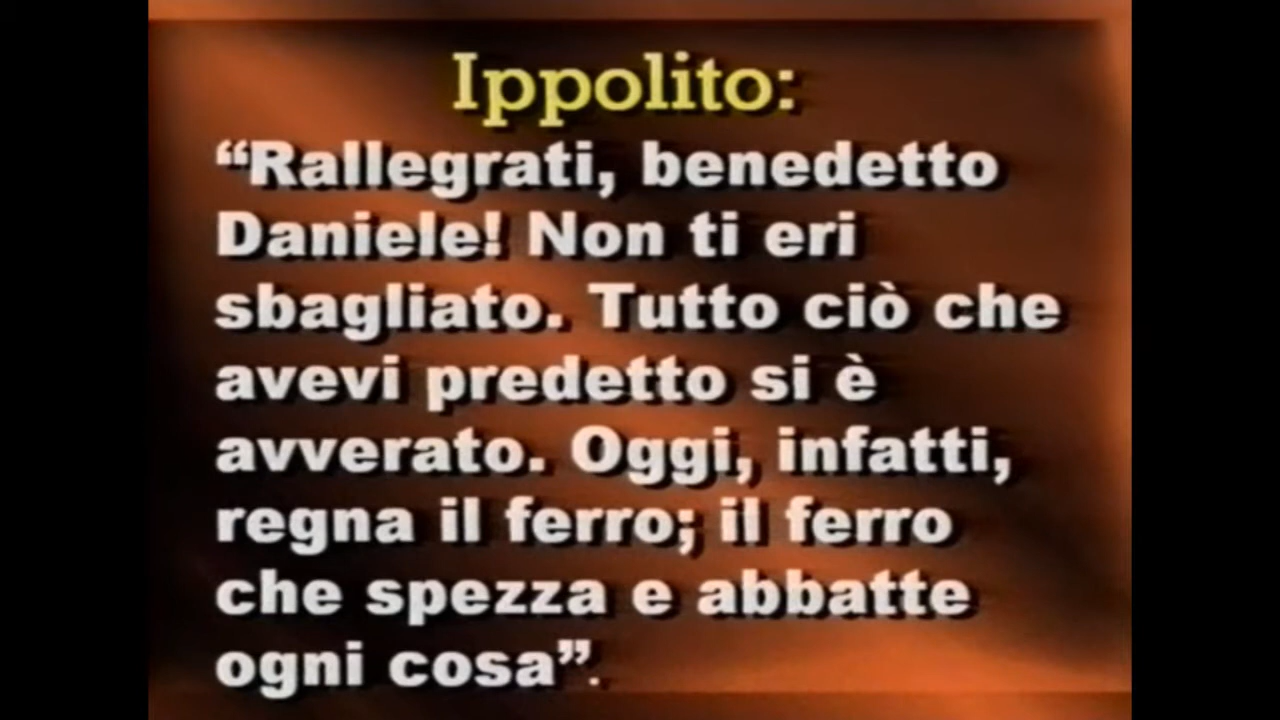 Ippolito:
“Rallegrati, benedetto
Daniele! Non ti eri
sbagliato. Tutto ciò che
avevi predetto si è
avverato. Oggi, infatti,
regna il ferro; il ferro
che spezza e abbatte
ogni cosa”.